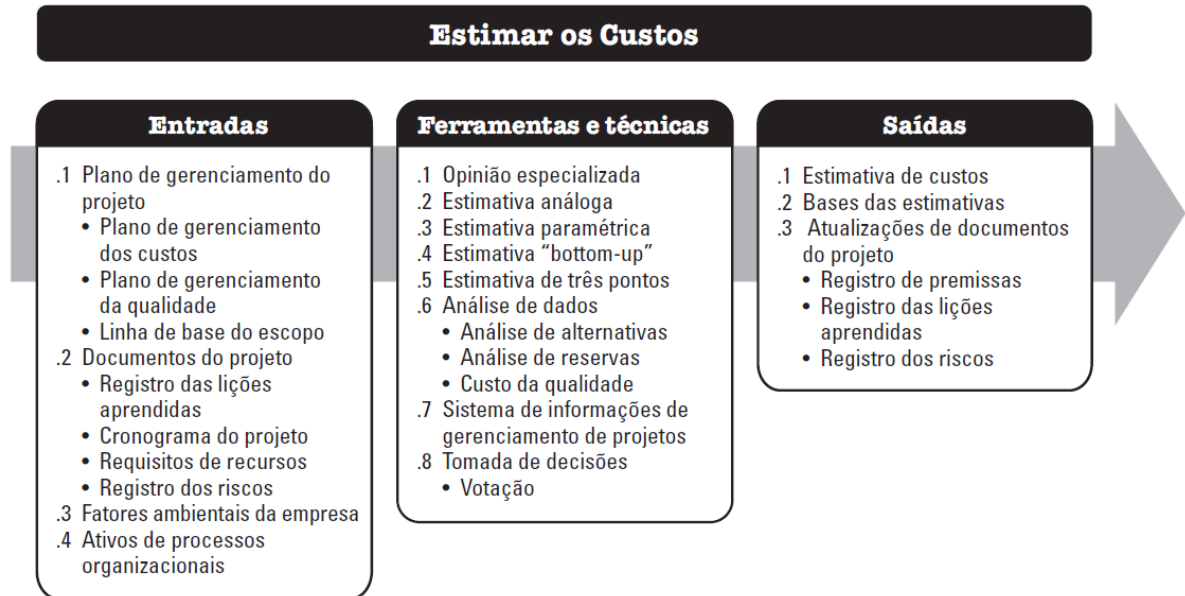 Estimar os Custos
Entradas
.1 Plano de gerenciamento do
projeto
• Plano de gerenciamento
dos custos
• Plano de gerenciamento
da qualidade
• Linha de base do escopo
.2 Documentos do projeto
• Registro das lições
aprendidas
• Cronograma do projeto
• Requisitos de recursos
• Registro dos riscos
.3 Fatores ambientais da empresa
.4 Ativos de processos
organizacionais
Ferramentas e técnicas
.1 Opinião especializada
.2 Estimativa análoga
.3 Estimativa paramétrica
.4 Estimativa “bottom-up”
.5 Estimativa de três pontos
.6 Análise de dados
• Análise de alternativas
• Análise de reservas
• Custo da qualidade
.7 Sistema de informações de
gerenciamento de projetos
.8 Tomada de decisões
• Votação
Saídas
.1 Estimativa de custos
.2 Bases das estimativas
.3 Atualizações de documentos
do projeto
• Registro de premissas
• Registro das lições
aprendidas
• Registro dos riscos